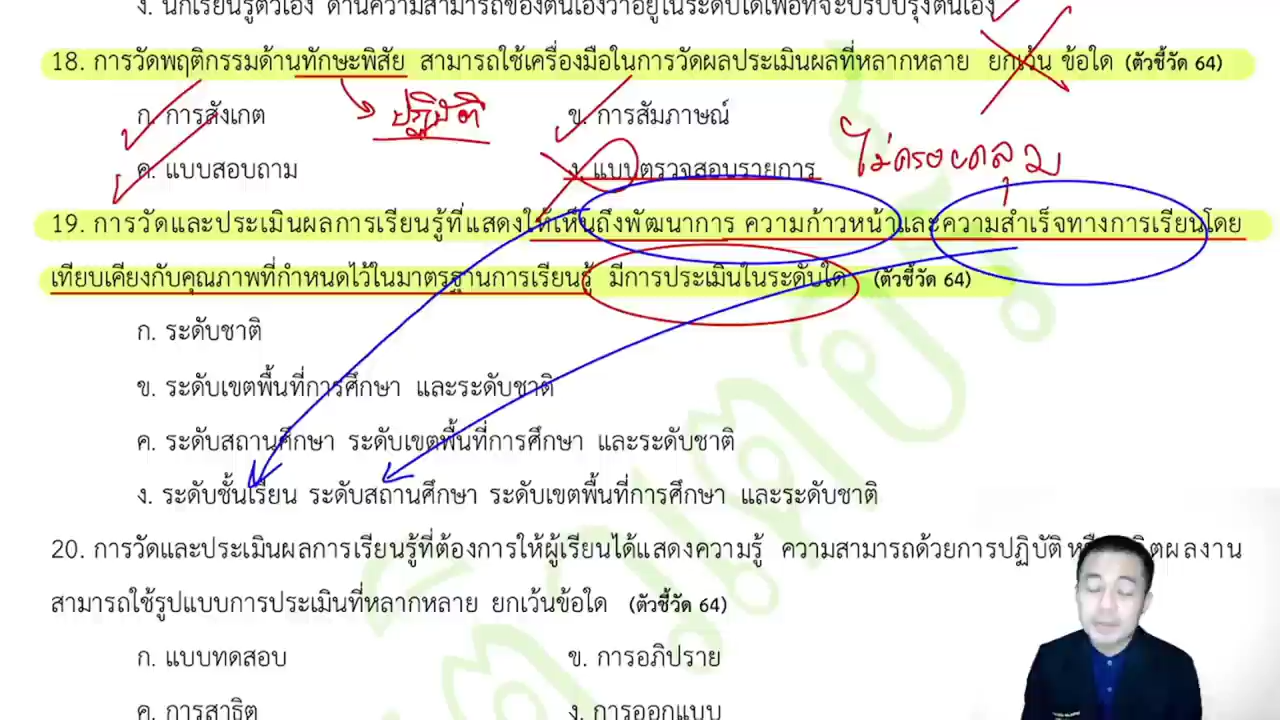 ง. นักเรียนรู้ตัวเอง ด้านความสามารถของตนเองว่าอยู่ในระดับใดเพื่อที่จะปรับปรุงตนเอง
18. การวัดพฤติกรรมด้านทักษะพิสัย สามารถใช้เครื่องมือในการวัดผลประเมินผลที่หลากหลาย ยกเว้น ข้อใด (ตัวชี้วัด 64)
ก. การสังเกต ปฏิบัติ ข. การสัมภาษณ์
ไม่ครอบคลุม
ค. แบบสอบถาม ง. แบบตรวจสอบรายการ
19. การวัดและประเมินผลการเรียนรู้ที่แสดงให้เห็นถึงพัฒนาการ ความก้าวหน้าและความสำเร็จทางการเรียนโดย
เทียบเคียงกับคุณภาพที่กำหนดไว้ในมาตรฐานการเรียนรู้ มีการประเมินในระดับใด (ตัวชี้วัด 64)
ก. ระดับชาติ
ข. ระดับเขตพื้นที่การศึกษา และระดับชาติ
ค. ระดับสถานศึกษา ระดับเขตพื้นที่การศึกษา และระดับชาติ
ง. ระดับชั้นเรียน ระดับสถานศึกษา ระดับเขตพื้นที่การศึกษา และระดับชาติ
20. การวัดและประเมินผลการเรียนรู้ที่ต้องการให้ผู้เรียนได้แสดงความรู้ ความสามารถด้วยการปฏิบัติ ผลงาน
สามารถใช้รูปแบบการประเมินที่หลากหลาย ยกเว้นข้อใด (ตัวชี้วัด 64)
ก. แบบทดสอบ ข. การอภิปราย
ค. การสาธิต ง. การออกแบบ